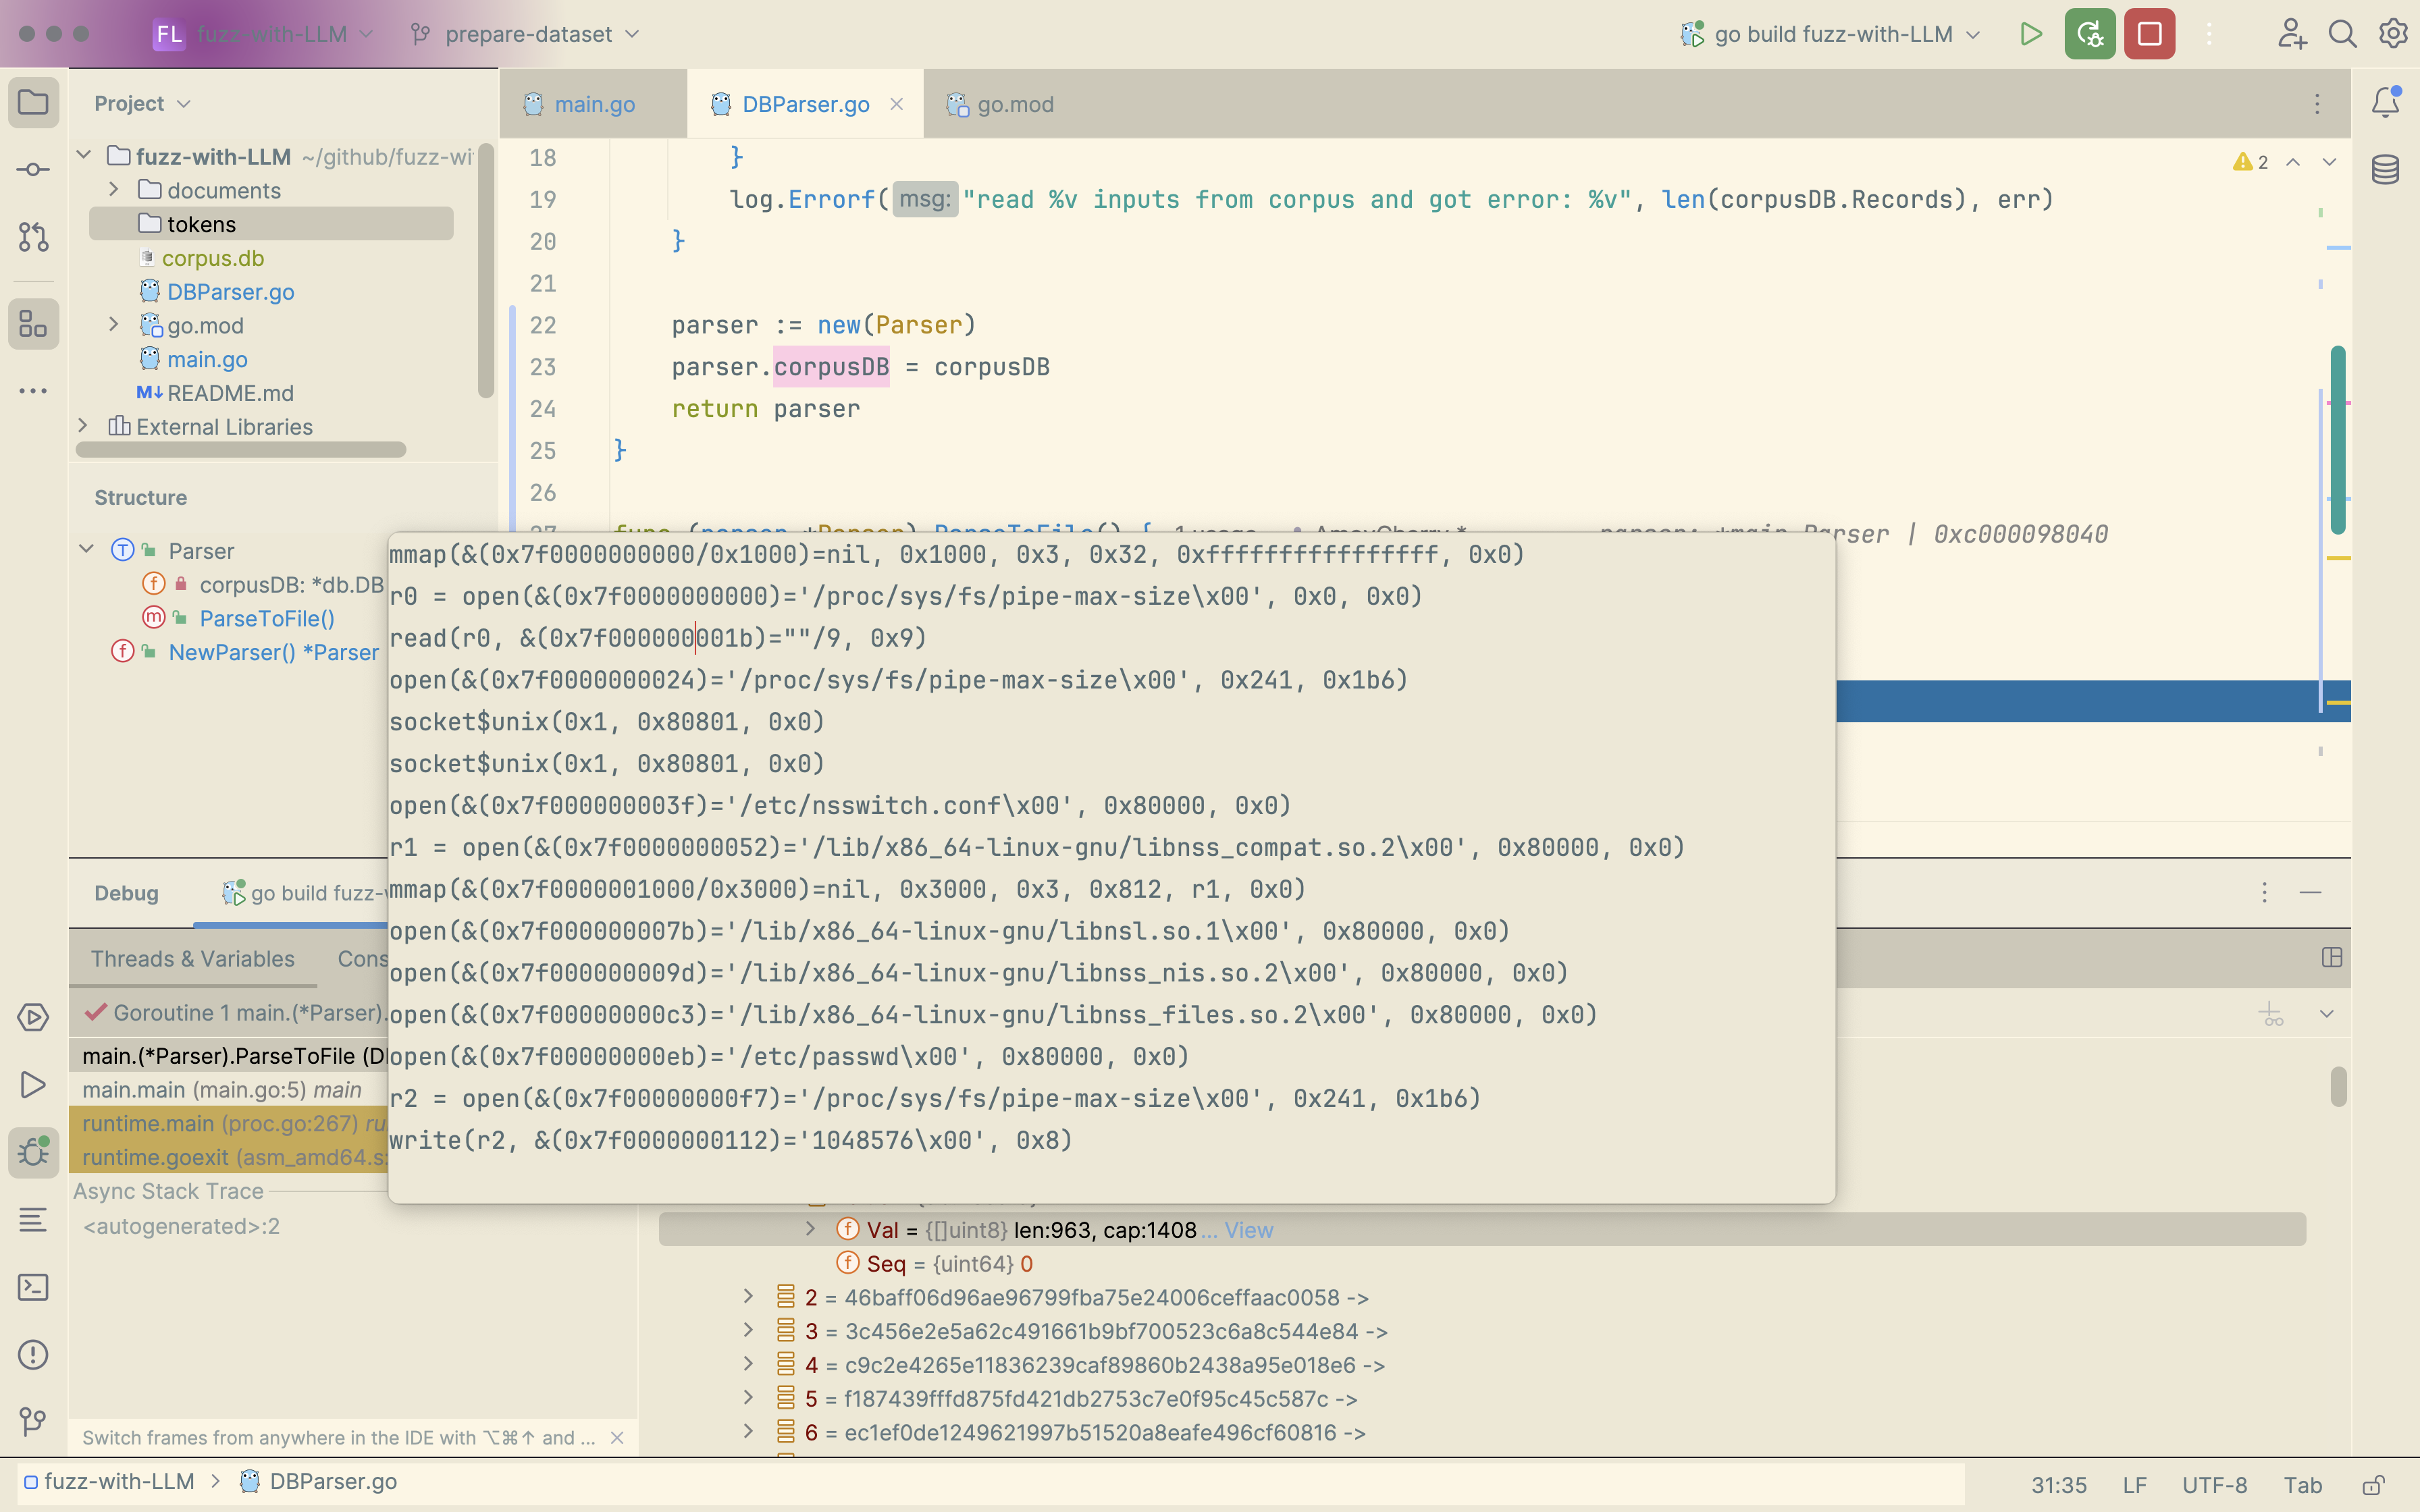 FL fuzz-with-LLM prepare-dataset go build fuzz-with-LLM
Project
main.go DBParser.go go.mod
fuzz-with-LLM ~/github/fuzz-wi
documents
tokens
corpus.db
DBParser.go
go.mod
main.go
README.md
External Libraries
18 }
19 log.Errorf( msg: "read %v inputs from corpus and got error: %v", len(corpusDB.Records), err)
20 }
21
22 parser := new(Parser)
23 parser.corpusDB = corpusDB
24 return parser
25 }
26
2
Structure
Parser
corpusDB: *db.DB
ParseToFile()
NewParser() *Parser
Parser | 0xc000098040
mmap(&(0x7f0000000000/0x1000)=nil, 0x1000, 0x3, 0x32, 0xffffffffffffffff, 0x0)
r0 = open(&(0x7f0000000000)='/proc/sys/fs/pipe-max-size\x00', 0x0, 0x0)
read(r0, &(0x7f000000001b)=""/9, 0x9)
open(&(0x7f0000000024)='/proc/sys/fs/pipe-max-size\x00', 0x241, 0x1b6)
socket$unix(0x1, 0x80801, 0x0)
socket$unix(0x1, 0x80801, 0x0)
open(&(0x7f000000003f)='/etc/nsswitch.conf\x00', 0x80000, 0x0)
r1 = open(&(0x7f0000000052)='/lib/x86_64-linux-gnu/libnss_compat.so.2\x00', 0x80000, 0x0)
mmap(&(0x7f0000001000/0x3000)=nil, 0x3000, 0x3, 0x812, r1, 0x0)
open(&(0x7f000000007b)='/lib/x86_64-linux-gnu/libnsl.so.1\x00', 0x80000, 0x0)
open(&(0x7f000000009d)='/lib/x86_64-linux-gnu/libnss_nis.so.2\x00', 0x80000, 0x0)
open(&(0x7f00000000c3)='/lib/x86_64-linux-gnu/libnss_files.so.2\x00', 0x80000, 0x0)
open(&(0x7f00000000eb)='/etc/passwd\x00', 0x80000, 0x0)
r2 = open(&(0x7f00000000f7)='/proc/sys/fs/pipe-max-size\x00', 0x241, 0x1b6)
write(r2, &(0x7f0000000112)='1048576\x00', 0x8)
Debug go build fuzz-
Threads & Variables Cons
Goroutine 1 main.(*Parser).
main.(*Parser).ParseToFile (D
main.main (main.go:5) main
runtime.main (proc.go:267) ru
runtime.goexit (asm_amd64.s:
Async Stack Trace
<autogenerated>:2
Val = {[]uint8} len:963, cap:1408 ... View
Seq = {uint64} 0
2 = 46baff06d96ae96799fba75e24006ceffaac0058 ->
3 = 3c456e2e5a62c491661b9bf700523c6a8c544e84 ->
4 = c9c2e4265e11836239caf89860b2438a95e018e6 ->
5 = f187439fffd875fd421db2753c7e0f95c45c587c ->
6 = ec1ef0de1249621997b51520a8eafe496cf60816 ->
Switch frames from anywhere in the IDE with ⌥⌘↑ and ...
fuzz-with-LLM > DBParser.go 31:35 LF UTF-8 Tab